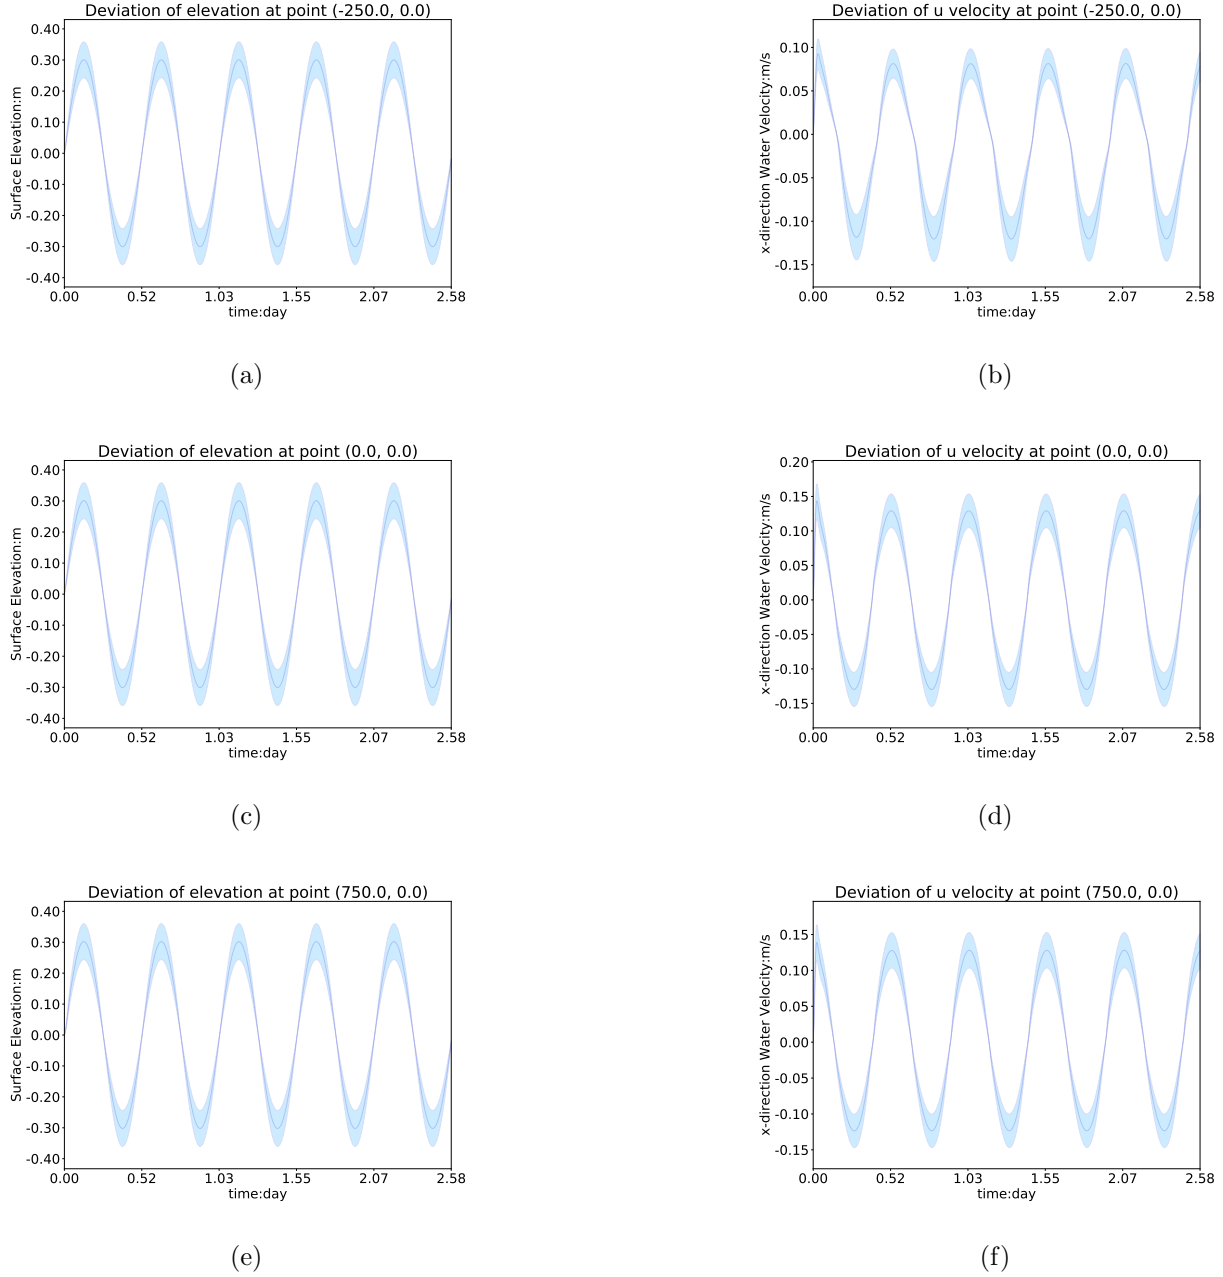 Deviation of elevation at point (-250.0, 0.0)
Surface Elevation:m
0.40
0.30
0.20
0.10
0.00
-0.10
-0.20
-0.30
-0.40
0.00 0.52 1.03 1.55 2.07 2.58
time:day
(a)
Deviation of u velocity at point (-250.0, 0.0)
x-direction Water Velocity:m/s
0.10
0.05
0.00
-0.05
-0.10
-0.15
0.00 0.52 1.03 1.55 2.07 2.58
time:day
(b)
Deviation of elevation at point (0.0, 0.0)
Surface Elevation:m
0.40
0.30
0.20
0.10
0.00
-0.10
-0.20
-0.30
-0.40
0.00 0.52 1.03 1.55 2.07 2.58
time:day
(c)
Deviation of u velocity at point (0.0, 0.0)
x-direction Water Velocity:m/s
0.20
0.15
0.10
0.05
0.00
-0.05
-0.10
-0.15
0.00 0.52 1.03 1.55 2.07 2.58
time:day
(d)
Deviation of elevation at point (750.0, 0.0)
Surface Elevation:m
0.40
0.30
0.20
0.10
0.00
-0.10
-0.20
-0.30
-0.40
0.00 0.52 1.03 1.55 2.07 2.58
time:day
(e)
Deviation of u velocity at point (750.0, 0.0)
x-direction Water Velocity:m/s
0.15
0.10
0.05
0.00
-0.05
-0.10
-0.15
0.00 0.52 1.03 1.55 2.07 2.58
time:day
(f)